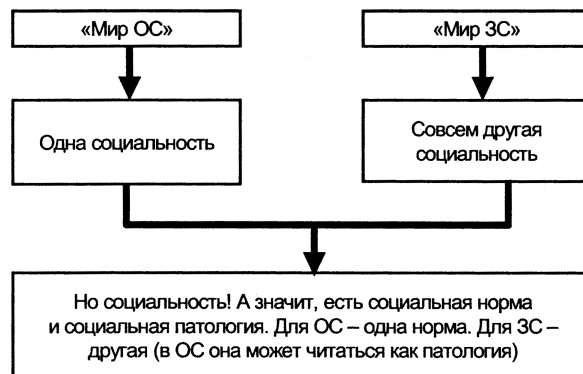 «Мир ОС»
«Мир ЗС»
Одна социальность
Совсем другая
социальность
Но социальность! А значит, есть социальная норма
и социальная патология. Для ОС – одна норма. Для ЗС –
другая (в ОС она может читаться как патология)